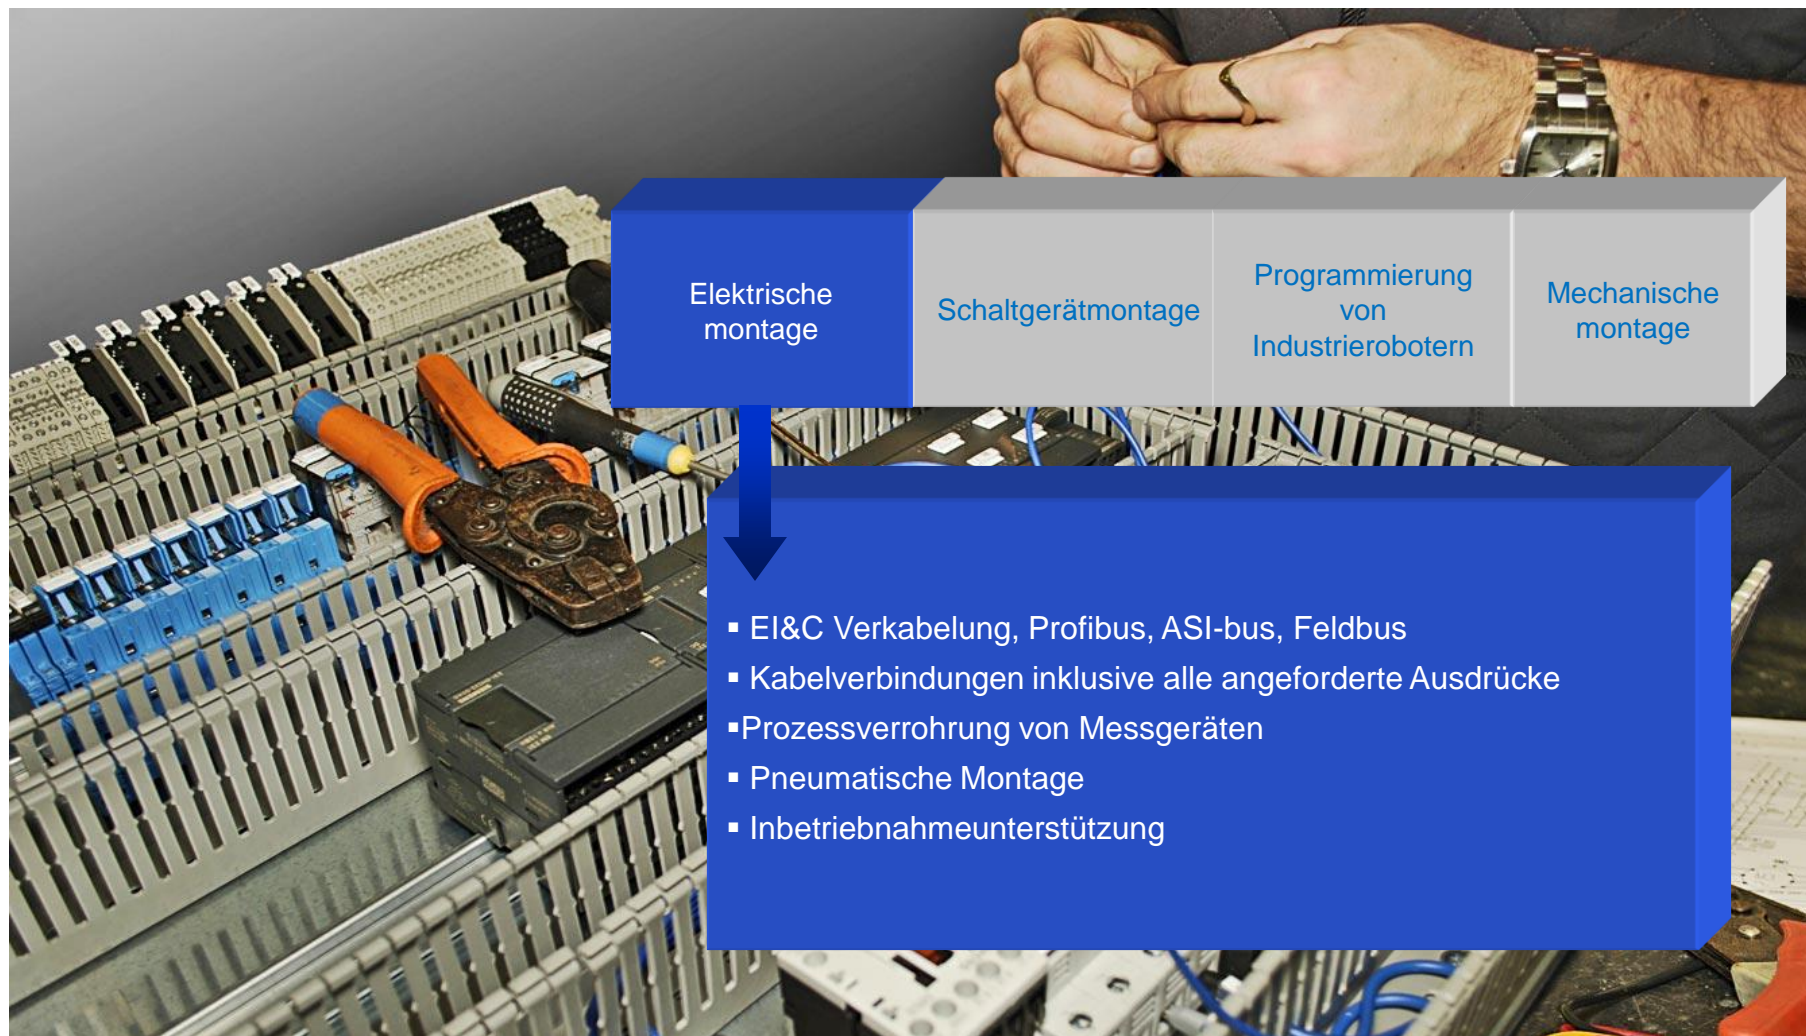 Elektrische
montage
Schaltgerätmontage
Programmierung
von
Industrierobotern
Mechanische
montage
▪ EI&C Verkabelung, Profibus, ASI-bus, Feldbus
▪ Kabelverbindungen inklusive alle angeforderte Ausdrücke
▪Prozessverrohrung von Messgeräten
▪ Pneumatische Montage
▪ Inbetriebnahmeunterstützung